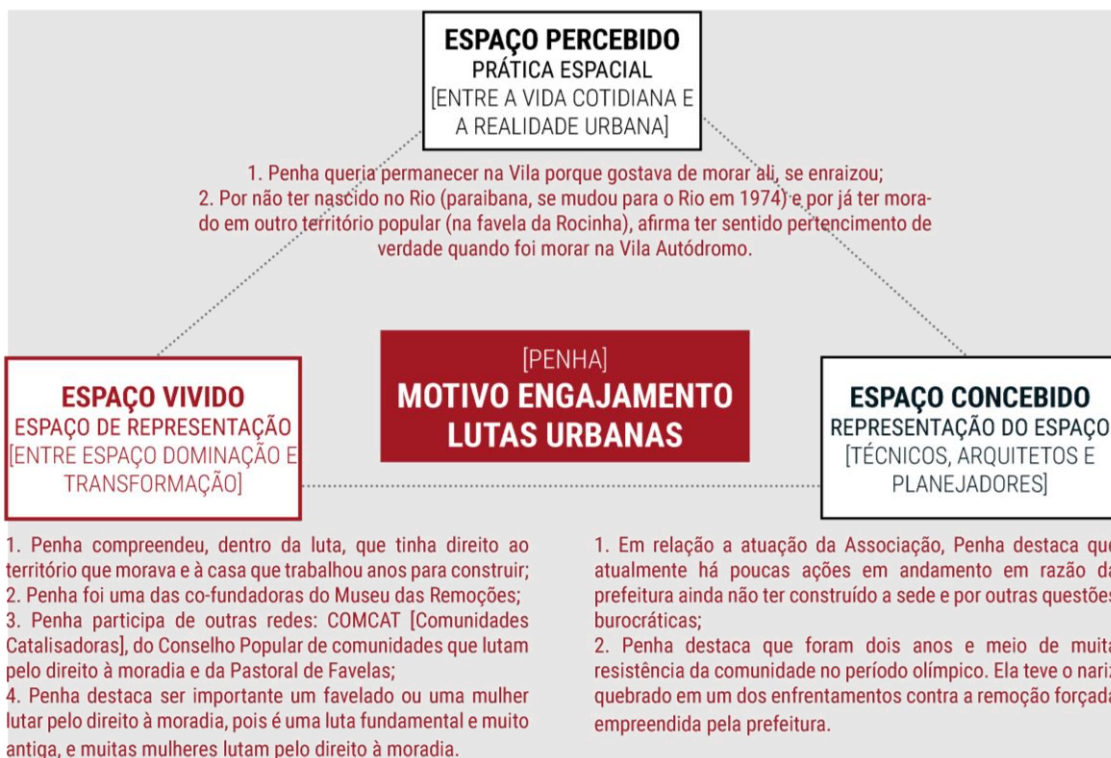 ESPAÇO PERCEBIDO
PRÁTICA ESPACIAL
[ENTRE A VIDA COTIDIANA E
A REALIDADE URBANA]
1. Penha queria permanecer na Vila porque gostava de morar ali, se enraizou;
2. Por não ter nascido no Rio (paraibana, se mudou para o Rio em 1974) e por já ter mora-
do em outro território popular (na favela da Rocinha), afirma ter sentido pertencimento de
verdade quando foi morar na Vila Autódromo.
[PENHA]
MOTIVO ENGAJAMENTO
LUTAS URBANAS
ESPAÇO VIVIDO
ESPAÇO DE REPRESENTAÇÃO
[ENTRE ESPAÇO DOMINAÇÃO E
TRANSFORMAÇÃO]
ESPAÇO CONCEBIDO
REPRESENTAÇÃO DO ESPAÇO
[TÉCNICOS, ARQUITETOS E
PLANEJADORES]
1. Penha compreendeu, dentro da luta, que tinha direito ao
território que morava e à casa que trabalhou anos para construir;
2. Penha foi uma das co-fundadoras do Museu das Remoções;
3. Penha participa de outras redes: COMCAT [Comunidades
Catalisadoras], do Conselho Popular de comunidades que lutam
pelo direito à moradia e da Pastoral de Favelas;
4. Penha destaca ser importante um favelado ou uma mulher
lutar pelo direito à moradia, pois é uma luta fundamental e muito
antiga, e muitas mulheres lutam pelo direito à moradia.
1. Em relação a atuação da Associação, Penha destaca que
atualmente há poucas ações em andamento em razão da
prefeitura ainda não ter construído a sede e por outras questões
burocráticas;
2. Penha destaca que foram dois anos e meio de muita
resistência da comunidade no período olímpico. Ela teve o nariz
quebrado em um dos enfrentamentos contra a remoção forçada
empreendida pela prefeitura.